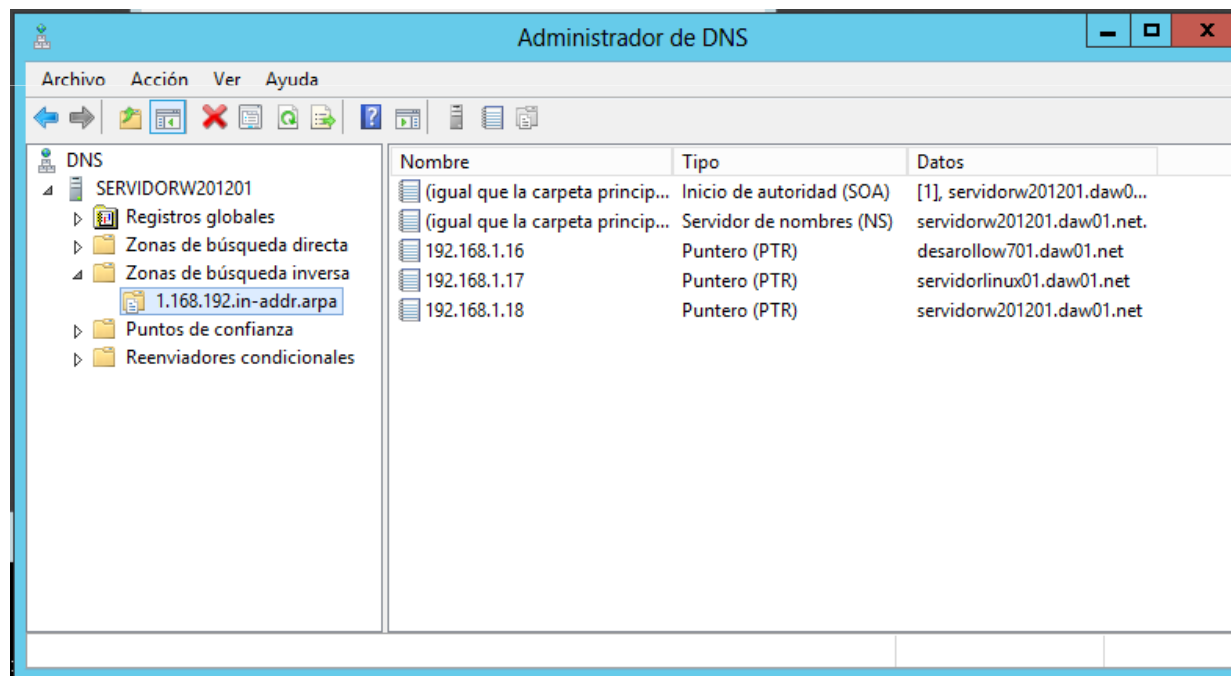 Administrador de DNS
Archivo Acción Ver Ayuda
DNS
SERVIDORW201201
Registros globales
Zonas de búsqueda directa
Zonas de búsqueda inversa
1.168.192.in-addr.arpa
Puntos de confianza
Reenviadores condicionales
Nombre Tipo Datos
(igual que la carpeta princip... Inicio de autoridad (SOA) [1], servidorw201201.daw0...
(igual que la carpeta princip... Servidor de nombres (NS) servidorw201201.daw01.net.
192.168.1.16 Puntero (PTR) desarollow701.daw01.net
192.168.1.17 Puntero (PTR) servidorlinux01.daw01.net
192.168.1.18 Puntero (PTR) servidorw201201.daw01.net